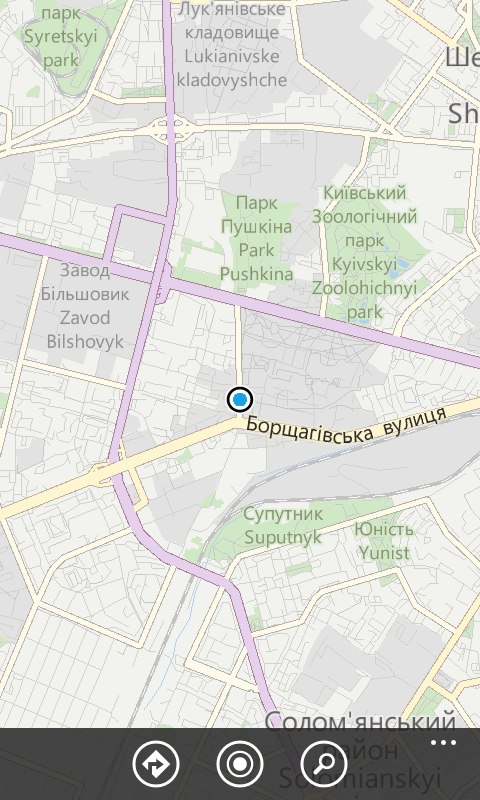 парк
Syretskyi
park
Лук'янівське
кладовище
Lukianivske
kladovyshche
Ше
Sh
Парк
Пушкіна
Park
Pushkina
Київський
Зоологічний
парк
Kyivskyi
Zoolohichnyi
park
Завод
Більшовик
Zavod
Bilshovyk
Борщагівська вулиця
Супутник
Suputnyk
Юність
Yunist
Солом'янський
район
Solomianskyi